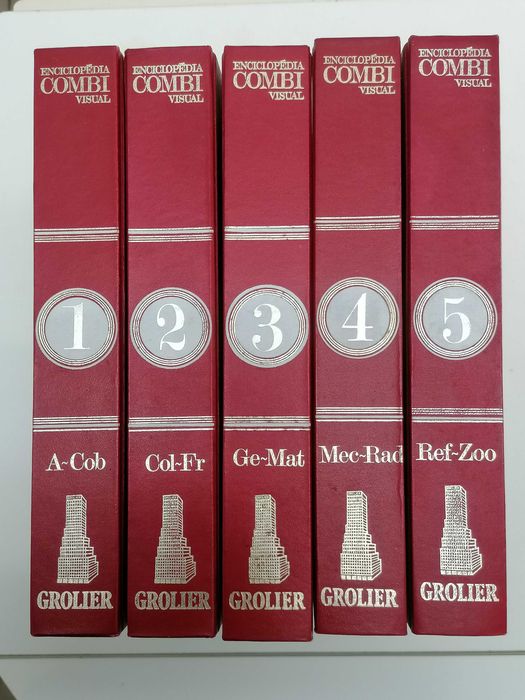 ENCICLOPÉDIA
COMBI
VISUAL
1
A~Cob
GROLIER
ENCICLOPÉDIA
COMBI
VISUAL
2
Col~Fr
GROLIER
ENCICLOPÉDIA
COMBI
VISUAL
3
Ge~Mat
GROLIER
ENCICLOPÉDIA
COMBI
VISUAL
4
Mec~Rad
GROLIER
ENCICLOPÉDIA
COMBI
VISUAL
5
Ref~Zoo
GROLIER